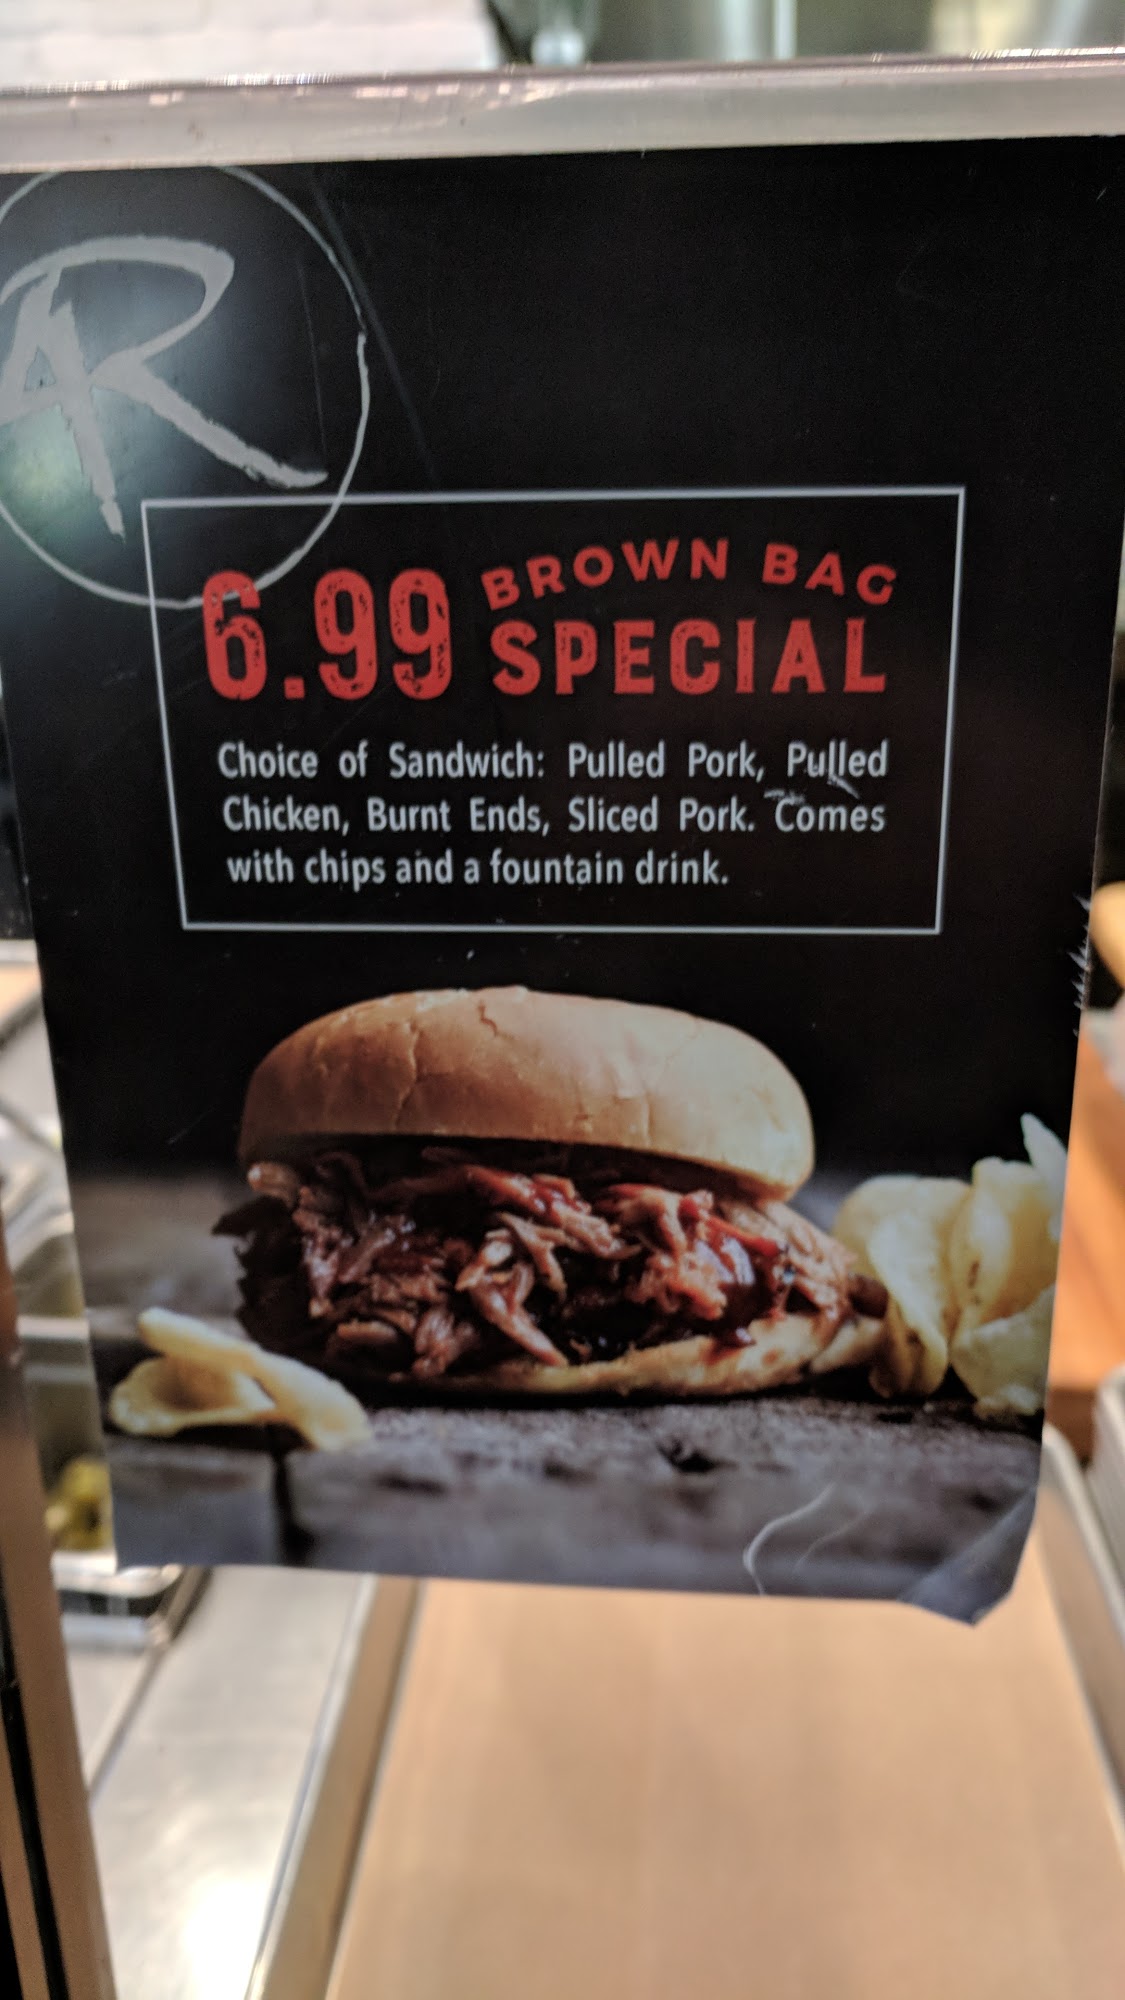 4R
6.99 BROWN BAG
SPECIAL
Choice of Sandwich: Pulled Pork, Pulled
Chicken, Burnt Ends, Sliced Pork. Comes
with chips and a fountain drink.